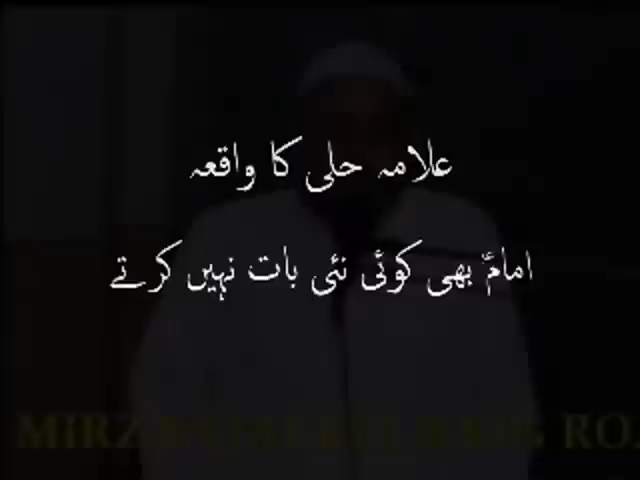 علامہ حلی کا واقعہ
امامؑ بھی کوئی نئی بات نہیں کرتے